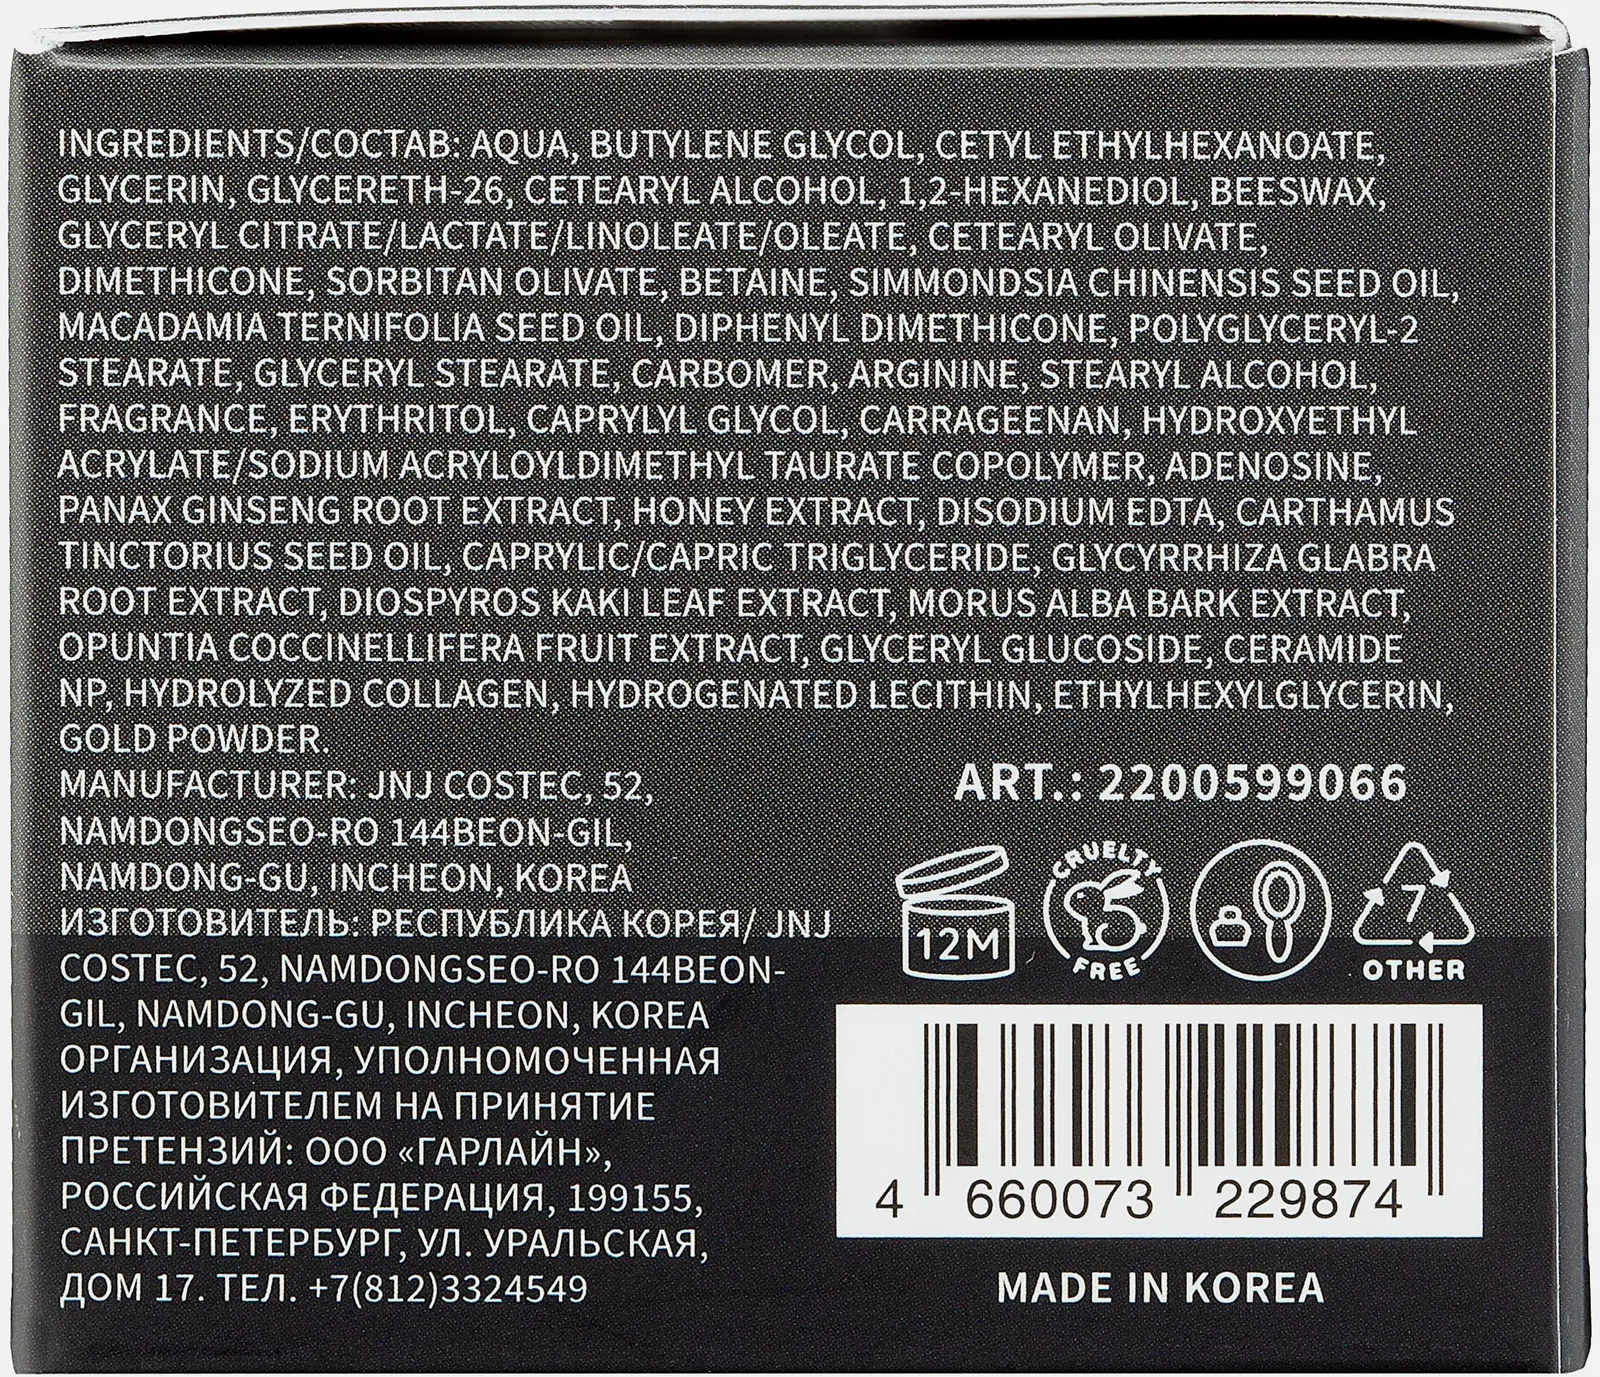 INGREDIENTS/СОСТАВ: AQUA, BUTYLENE GLYCOL, CETYL ETHYLHEXANOATE,
GLYCERIN, GLYCERETH-26, CETEARYL ALCOHOL, 1,2-HEXANEDIOL, BEESWAX,
GLYCERYL CITRATE/LACTATE/LINOLEATE/OLEATE, CETEARYL OLIVATE,
DIMETHICONE, SORBITAN OLIVATE, BETAINE, SIMMONDSIA CHINENSIS SEED OIL,
MACADAMIA TERNIFOLIA SEED OIL, DIPHENYL DIMETHICONE, POLYGLYCERYL-2
STEARATE, GLYCERYL STEARATE, CARBOMER, ARGININE, STEARYL ALCOHOL,
FRAGRANCE, ERYTHRITOL, CAPRYLYL GLYCOL, CARRAGEENAN, HYDROXYETHYL
ACRYLATE/SODIUM ACRYLOYLDIMETHYL TAURATE COPOLYMER, ADENOSINE,
PANAX GINSENG ROOT EXTRACT, HONEY EXTRACT, DISODIUM EDTA, CARTHAMUS
TINCTORIUS SEED OIL, CAPRYLIC/CAPRIC TRIGLYCERIDE, GLYCYRRHIZA GLABRA
ROOT EXTRACT, DIOSPYROS KAKI LEAF EXTRACT, MORUS ALBA BARK EXTRACT,
OPUNTIA COCCINELLIFERA FRUIT EXTRACT, GLYCERYL GLUCOSIDE, CERAMIDE
NP, HYDROLYZED COLLAGEN, HYDROGENATED LECITHIN, ETHYLHEXYLGLYCERIN,
GOLD POWDER.
MANUFACTURER: JNJ COSTEC, 52,
NAMDONGSEO-RO 144BEON-GIL,
NAMDONG-GU, INCHEON, KOREA
ИЗГОТОВИТЕЛЬ: РЕСПУБЛИКА КОРЕЯ/ JNJ
COSTEC, 52, NAMDONGSEO-RO 144BEON-
GIL, NAMDONG-GU, INCHEON, KOREA
ОРГАНИЗАЦИЯ, УПОЛНОМОЧЕННАЯ
ИЗГОТОВИТЕЛЕМ НА ПРИНЯТИЕ
ПРЕТЕНЗИЙ: ООО «ГАРЛАЙН»,
РОССИЙСКАЯ ФЕДЕРАЦИЯ, 199155,
САНКТ-ПЕТЕРБУРГ, УЛ. УРАЛЬСКАЯ,
ДОМ 17. ТЕЛ. +7(812)3324549
ART.: 2200599066
12M
CRUELTY
FREE
7
OTHER
4 660073 229874
MADE IN KOREA